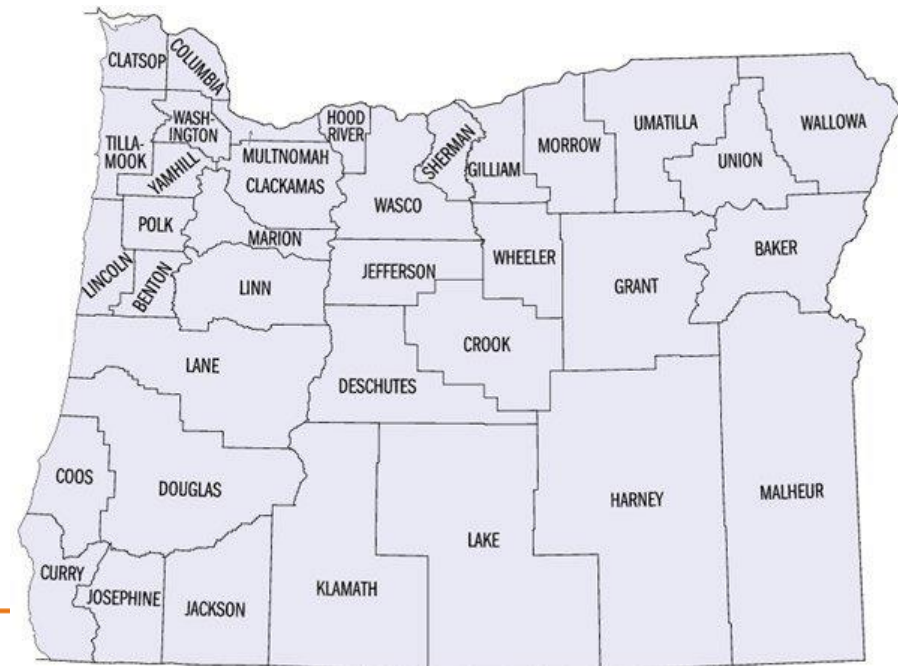 CLATSOP
COLUMBIA
TILLA-
MOOK
WASH-
INGTON
YAMHILL
MULTNOMAH
CLACKAMAS
HOOD
RIVER
WASCO
SHERMAN
GILLIAM
MORROW
UMATILLA
UNION
WALLOWA
POLK
MARION
LINCOLN
BENTON
LINN
JEFFERSON
WHEELER
GRANT
BAKER
LANE
CROOK
DESCHUTES
COOS
DOUGLAS
HARNEY
MALHEUR
CURRY
JOSEPHINE
JACKSON
KLAMATH
LAKE